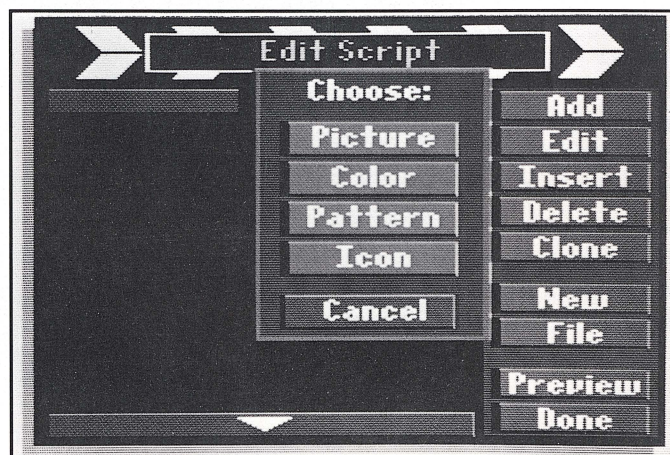 Edit Script
Choose:
Picture
Color
Pattern
Icon
Cancel
Add
Edit
Insert
Delete
Clone
New
File
Preview
Done